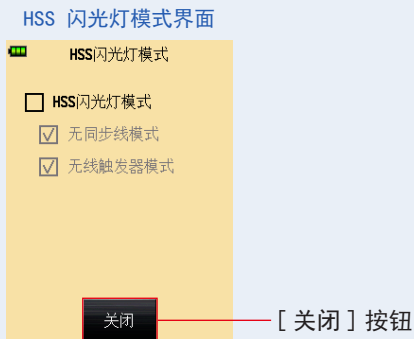 HSS 闪光灯模式界面
HSS闪光灯模式
HSS闪光灯模式
无同步线模式
无线触发器模式
关闭
[ 关闭 ] 按钮